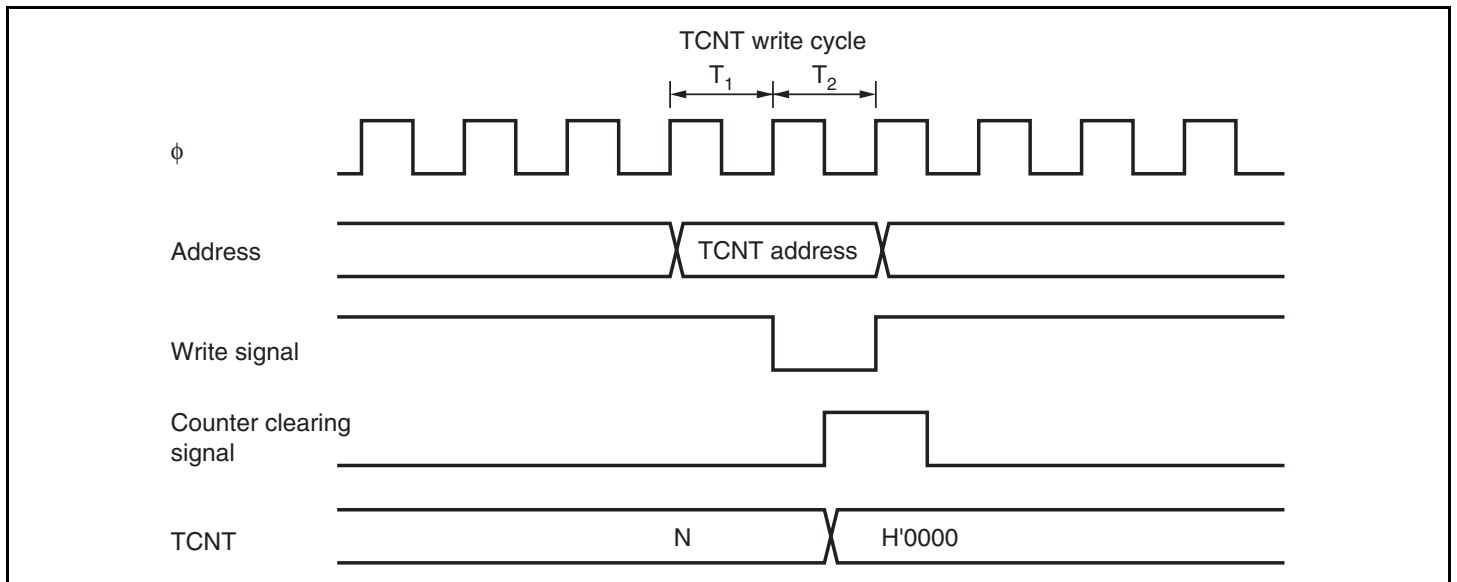 TCNT write cycle
T1 T2
φ
Address
TCNT address
Write signal
Counter clearing
signal
TCNT
N
H'0000